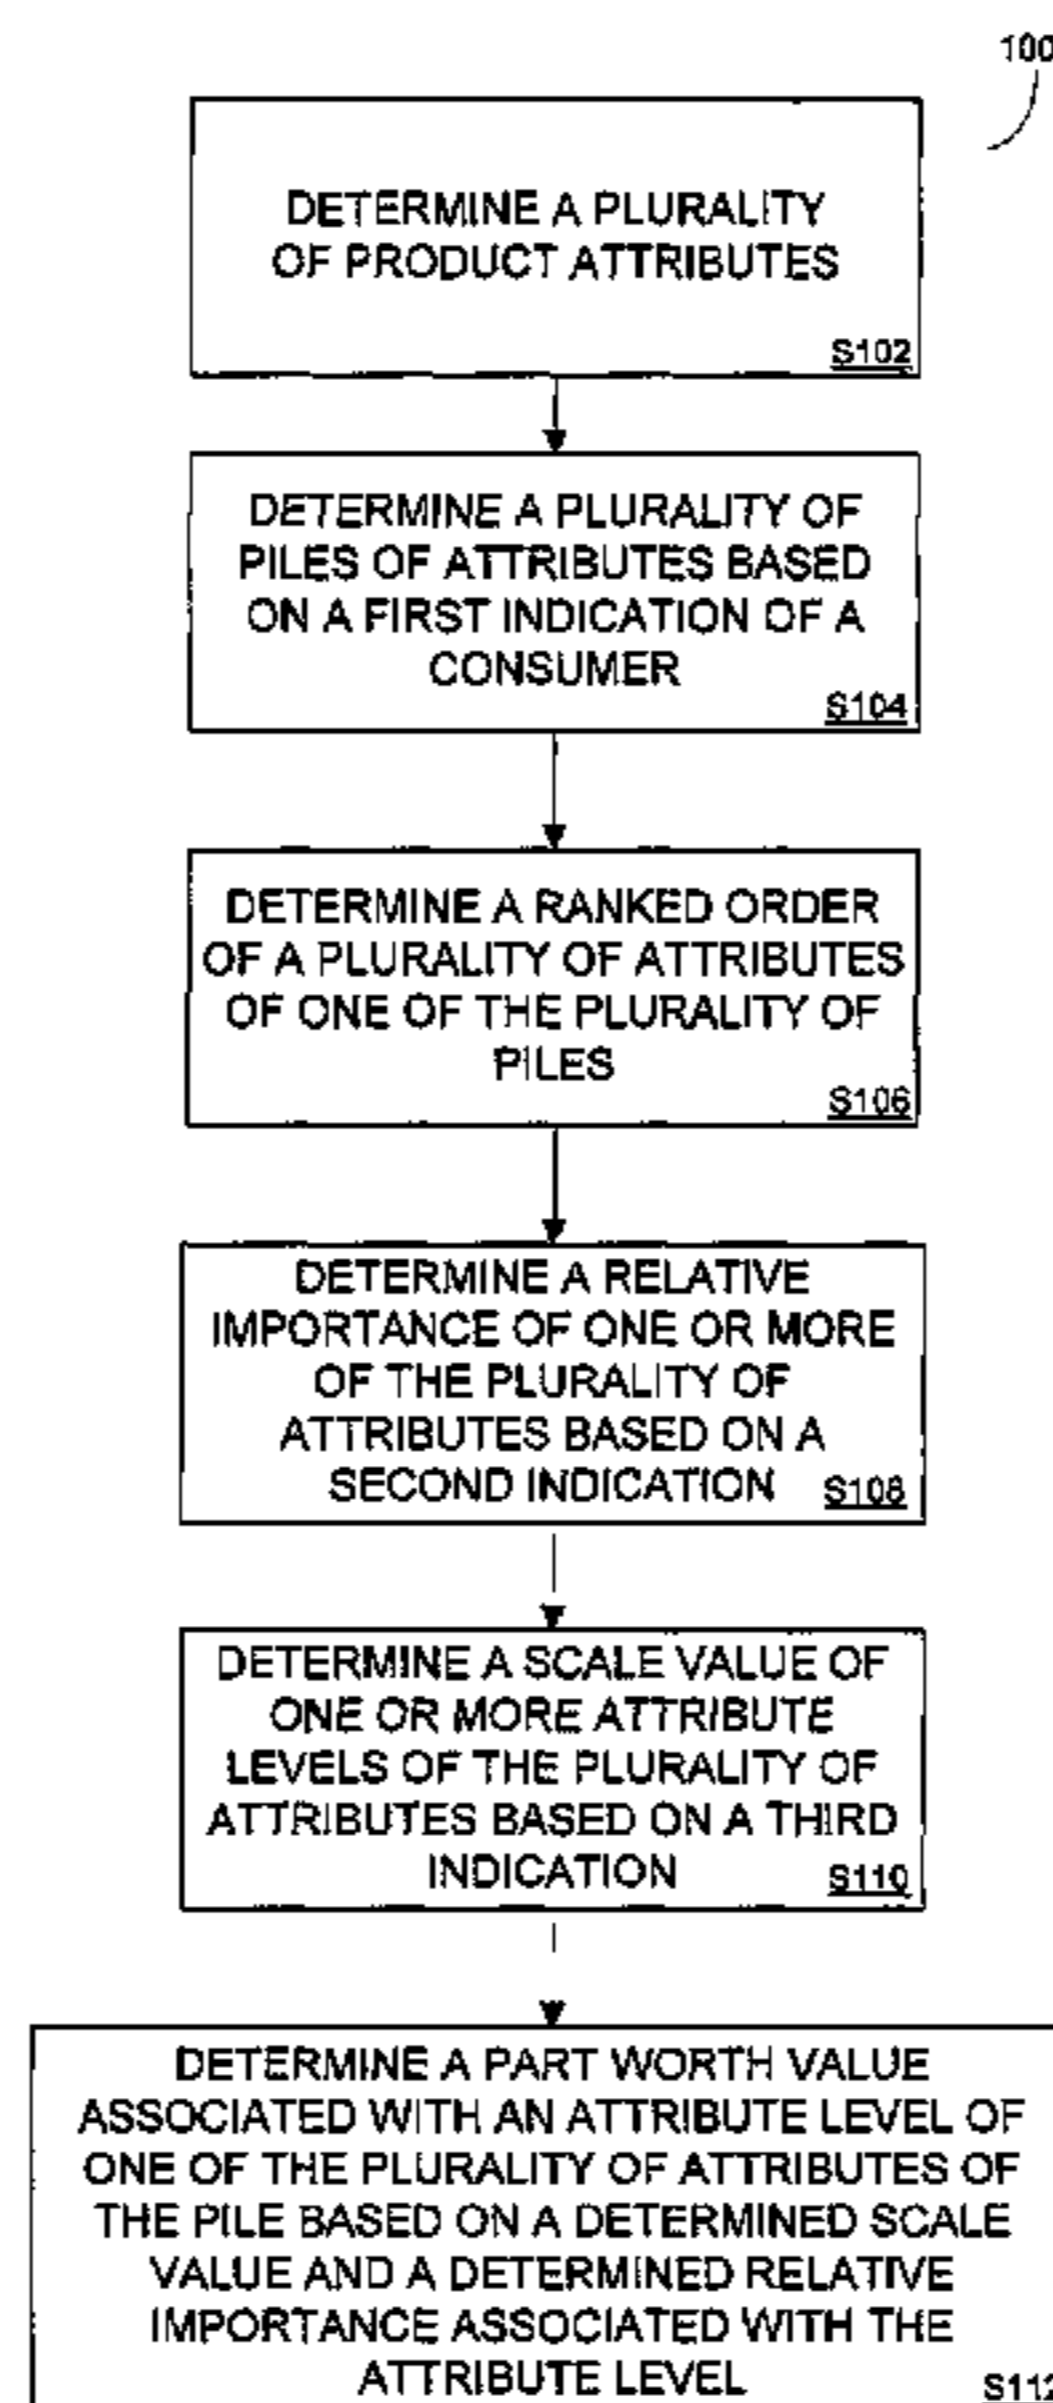 100
DETERMINE A PLURALITY
OF PRODUCT ATTRIBUTES
S102
DETERMINE A PLURALITY OF
PILES OF ATTRIBUTES BASED
ON A FIRST INDICATION OF A
CONSUMER
S104
DETERMINE A RANKED ORDER
OF A PLURALITY OF ATTRIBUTES
OF ONE OF THE PLURALITY OF
PILES
S106
DETERMINE A RELATIVE
IMPORTANCE OF ONE OR MORE
OF THE PLURALITY OF
ATTRIBUTES BASED ON A
SECOND INDICATION
S108
DETERMINE A SCALE VALUE OF
ONE OR MORE ATTRIBUTE
LEVELS OF THE PLURALITY OF
ATTRIBUTES BASED ON A THIRD
INDICATION
S110
DETERMINE A PART WORTH VALUE
ASSOCIATED WITH AN ATTRIBUTE LEVEL OF
ONE OF THE PLURALITY OF ATTRIBUTES OF
THE PILE BASED ON A DETERMINED SCALE
VALUE AND A DETERMINED RELATIVE
IMPORTANCE ASSOCIATED WITH THE
ATTRIBUTE LEVEL
S112